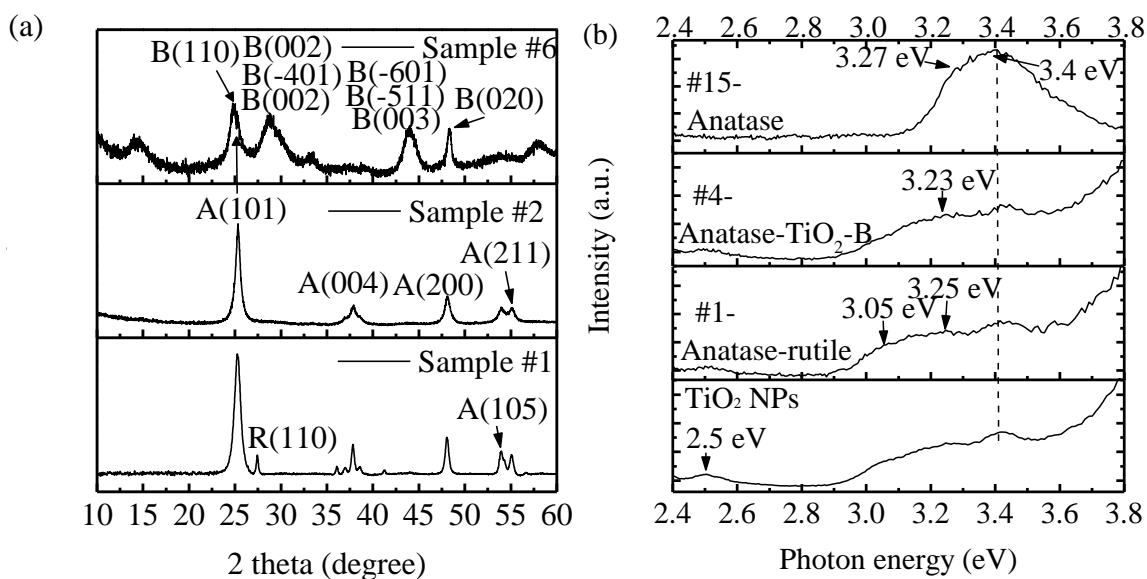 (a)
B(110)
B(002)
B(-401)
B(002)
B(-601)
B(-511)
B(003)
B(020)
Sample #6
A(101)
A(004)
A(200)
A(211)
Sample #2
R(110)
A(105)
Sample #1
10 15 20 25 30 35 40 45 50 55 60
2 theta (degree)
(b)
2.4 2.6 2.8 3.0 3.2 3.4 3.6 3.8
#15-
Anatase
3.27 eV
3.4 eV
#4-
Anatase-TiO₂-B
3.23 eV
#1-
Anatase-rutile
3.05 eV
3.25 eV
TiO₂ NPs
2.5 eV
Intensity (a.u.)
2.4 2.6 2.8 3.0 3.2 3.4 3.6 3.8
Photon energy (eV)